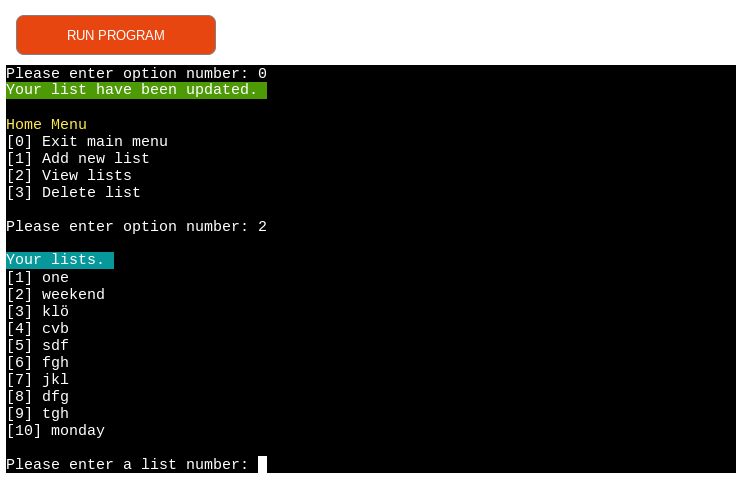 RUN PROGRAM
Please enter option number: 0
Your list have been updated.
Home Menu
[0] Exit main menu
[1] Add new list
[2] View lists
[3] Delete list
Please enter option number: 2
Your lists.
[1] one
[2] weekend
[3] klö
[4] cvb
[5] sdf
[6] fgh
[7] jkl
[8] dfg
[9] tgh
[10] monday
Please enter a list number: